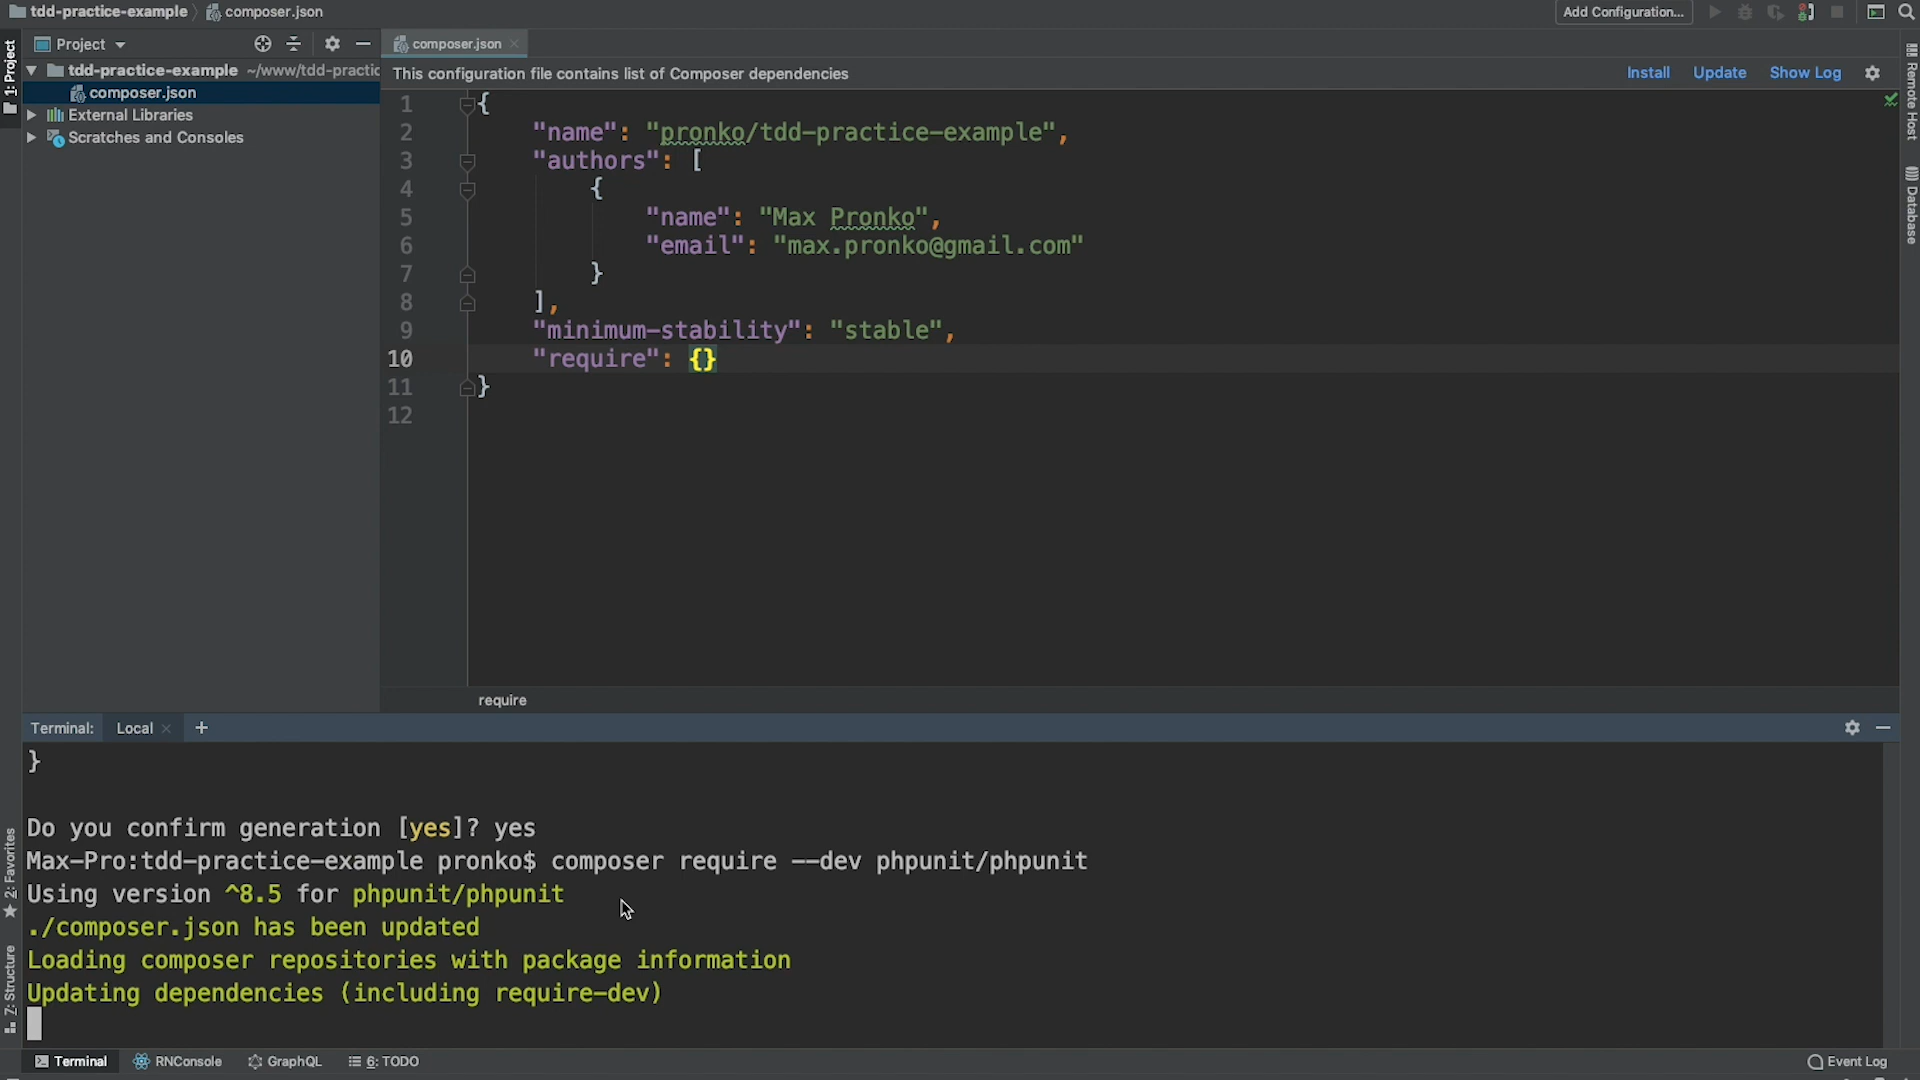 tdd-practice-example composer.json Add Configuration...
Project composer.json
1: Project
tdd-practice-example ~/www/tdd-practic
This configuration file contains list of Composer dependencies Install Update Show Log
composer.json
External Libraries
Scratches and Consoles
Remote Host
Database
1 {
2 "name": "pronko/tdd-practice-example",
3 "authors": [
4 {
5 "name": "Max Pronko",
6 "email": "max.pronko@gmail.com"
7 }
8 ],
9 "minimum-stability": "stable",
10 "require": {}
11 }
12
require
Terminal: Local +
}
Do you confirm generation [yes]? yes
Max-Pro:tdd-practice-example pronko$ composer require --dev phpunit/phpunit
Using version ^8.5 for phpunit/phpunit
./composer.json has been updated
Loading composer repositories with package information
Updating dependencies (including require-dev)
2: Favorites
Z: Structure
Terminal RNConsole GraphQL 6: TODO Event Log